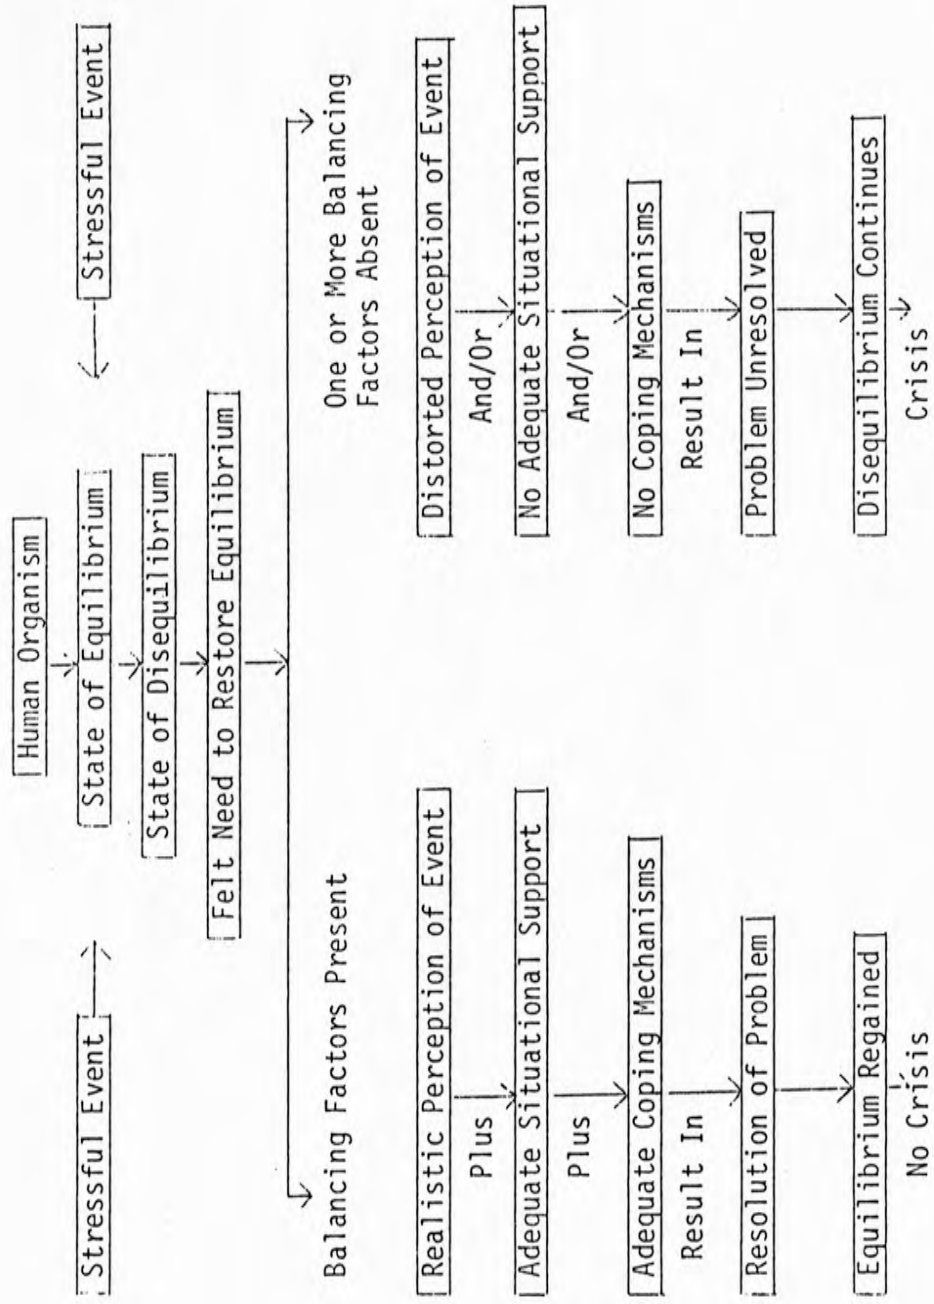 Human Organism
Stressful Event
State of Equilibrium
Stressful Event
State of Disequilibrium
Felt Need to Restore Equilibrium
Balancing Factors Present
One or More Balancing
Factors Absent
Realistic Perception of Event
Distorted Perception of Event
Plus
And/Or
Adequate Situational Support
No Adequate Situational Support
Plus
And/Or
Adequate Coping Mechanisms
No Coping Mechanisms
Result In
Result In
Resolution of Problem
Problem Unresolved
Equilibrium Regained
Disequilibrium Continues
No Crisis
Crisis